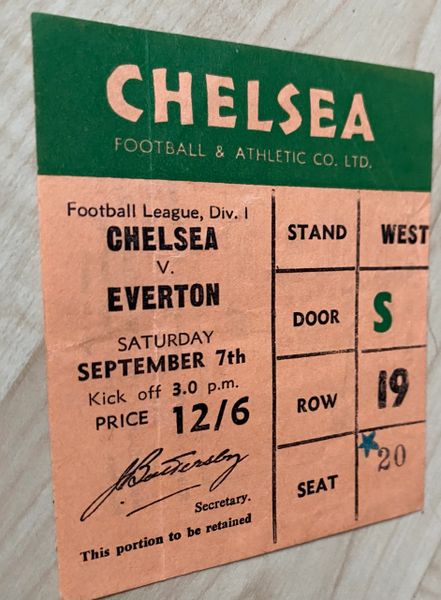 CHELSEA
FOOTBALL & ATHLETIC CO. LTD.
Football League, Div. I
CHELSEA
V.
EVERTON
SATURDAY
SEPTEMBER 7th
Kick off 3.0 p.m.
PRICE 12/6
J. Battersby
Secretary.
This portion to be retained
STAND WEST
DOOR S
ROW 19
SEAT 20